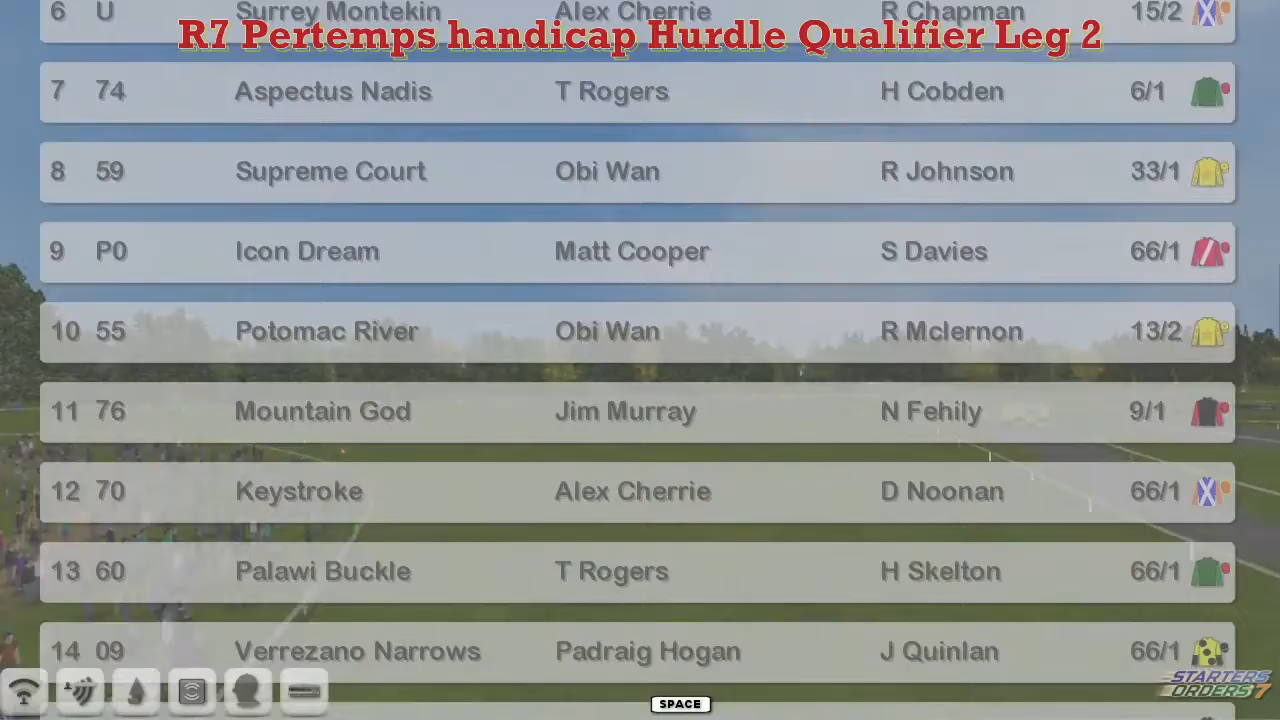 6 U Surrey Montekin Alex Cherrie R Chapman 15/2
R7 Pertemps handicap Hurdle Qualifier Leg 2
7 74 Aspectus Nadis T Rogers H Cobden 6/1
8 59 Supreme Court Obi Wan R Johnson 33/1
9 P0 Icon Dream Matt Cooper S Davies 66/1
10 55 Potomac River Obi Wan R Mclernon 13/2
11 76 Mountain God Jim Murray N Fehily 9/1
12 70 Keystroke Alex Cherrie D Noonan 66/1
13 60 Palawi Buckle T Rogers H Skelton 66/1
14 09 Verrezano Narrows Padraig Hogan J Quinlan 66/1
STARTERS
ORDERS 7
SPACE